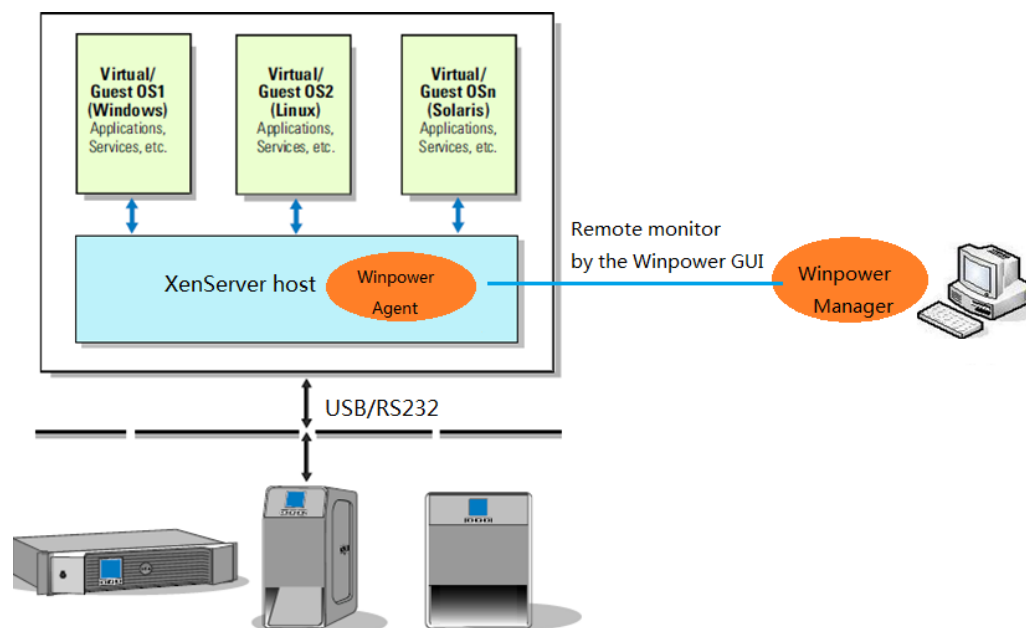 Virtual/
Guest OS1
(Windows)
Applications,
Services, etc.
Virtual/
Guest OS2
(Linux)
Applications,
Services, etc.
Virtual/
Guest OSn
(Solaris)
Applications,
Services, etc.
XenServer host
Winpower
Agent
Remote monitor
by the Winpower GUI
Winpower
Manager
USB/RS232